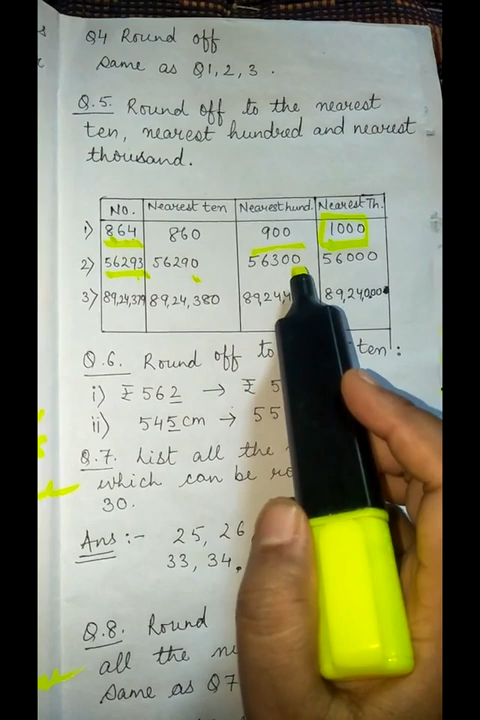 Q4 Round off
Same as Q1, 2, 3.
Q.5. Round off to the nearest
ten, nearest hundred and nearest
thousand.
No. Nearest ten Nearest hund. Nearest Th.
1) 864 860 900 1000
2) 56293 56290 56300 56000
3) 89,24,379 89,24,380 8924,4 89,24,000
Q.6. Round off to ten:
i) ₹ 562 → ₹ 5
ii) 545 cm → 55
Q.7. List all the
which can be
30.
Ans:- 25, 26
33, 34.
Q.8. Round
all the
Same as Q7